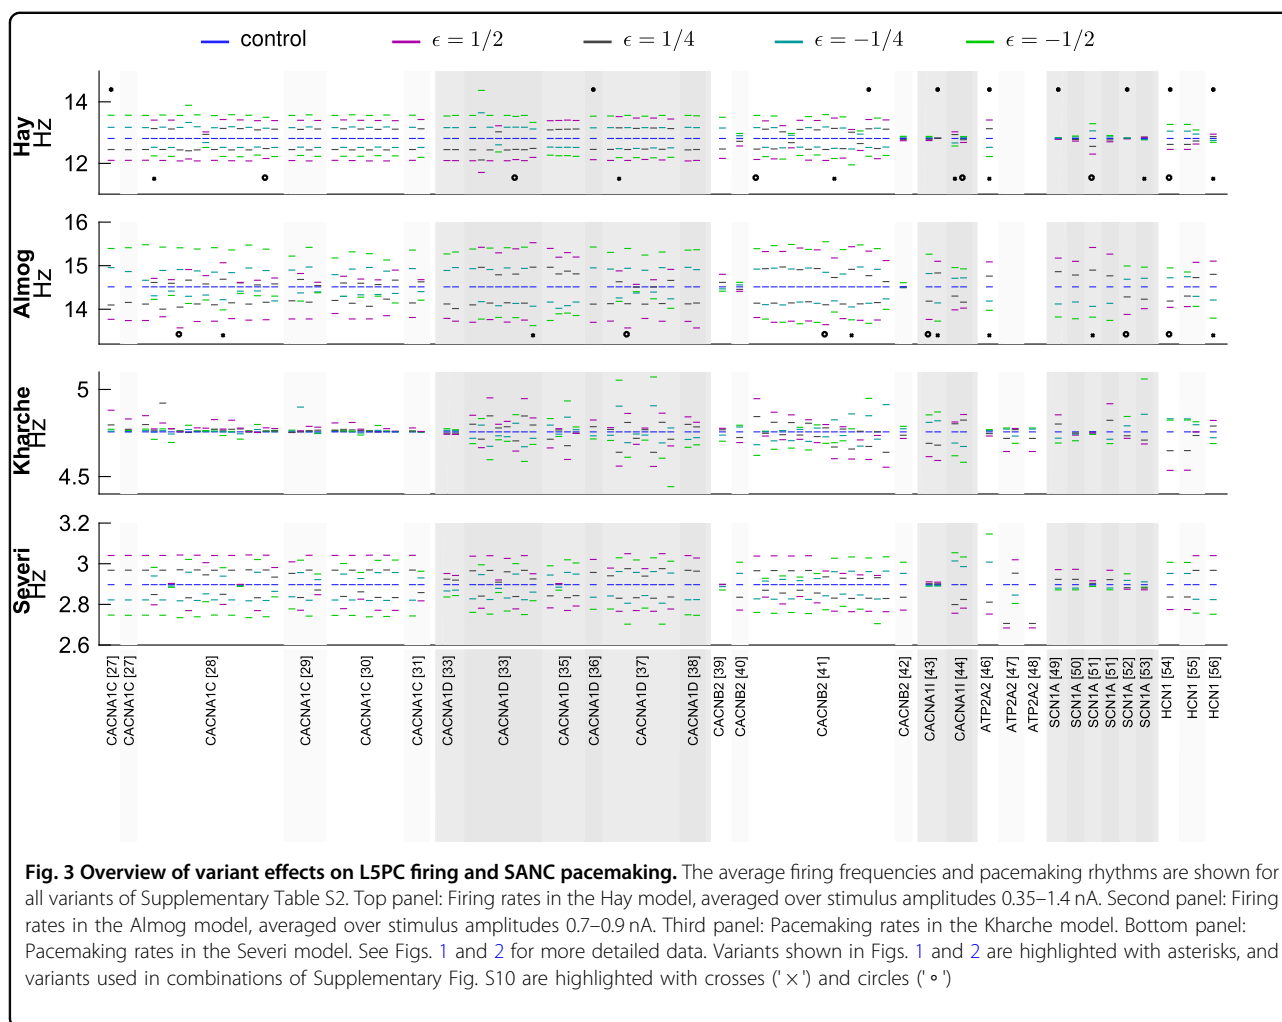 control ϵ = 1/2 ϵ = 1/4 ϵ = −1/4 ϵ = −1/2
Hay
Hz
14
12
Almog
Hz
16
15
14
Kharche
Hz
5
4.5
Severi
Hz
3.2
3
2.8
2.6
CACNA1C [27]
CACNA1C [27]
CACNA1C [28]
CACNA1C [29]
CACNA1C [30]
CACNA1C [31]
CACNA1D [33]
CACNA1D [33]
CACNA1D [35]
CACNA1D [36]
CACNA1D [37]
CACNA1D [38]
CACNB2 [39]
CACNB2 [40]
CACNB2 [41]
CACNB2 [42]
CACNA1I [43]
CACNA1I [44]
ATP2A2 [46]
ATP2A2 [47]
ATP2A2 [48]
SCN1A [49]
SCN1A [50]
SCN1A [51]
SCN1A [51]
SCN1A [52]
SCN1A [53]
HCN1 [54]
HCN1 [55]
HCN1 [56]
Fig. 3 Overview of variant effects on L5PC firing and SANC pacemaking. The average firing frequencies and pacemaking rhythms are shown for
all variants of Supplementary Table S2. Top panel: Firing rates in the Hay model, averaged over stimulus amplitudes 0.35–1.4 nA. Second panel: Firing
rates in the Almog model, averaged over stimulus amplitudes 0.7–0.9 nA. Third panel: Pacemaking rates in the Kharche model. Bottom panel:
Pacemaking rates in the Severi model. See Figs. 1 and 2 for more detailed data. Variants shown in Figs. 1 and 2 are highlighted with asterisks, and
variants used in combinations of Supplementary Fig. S10 are highlighted with crosses (' × ') and circles (' ∘ ')